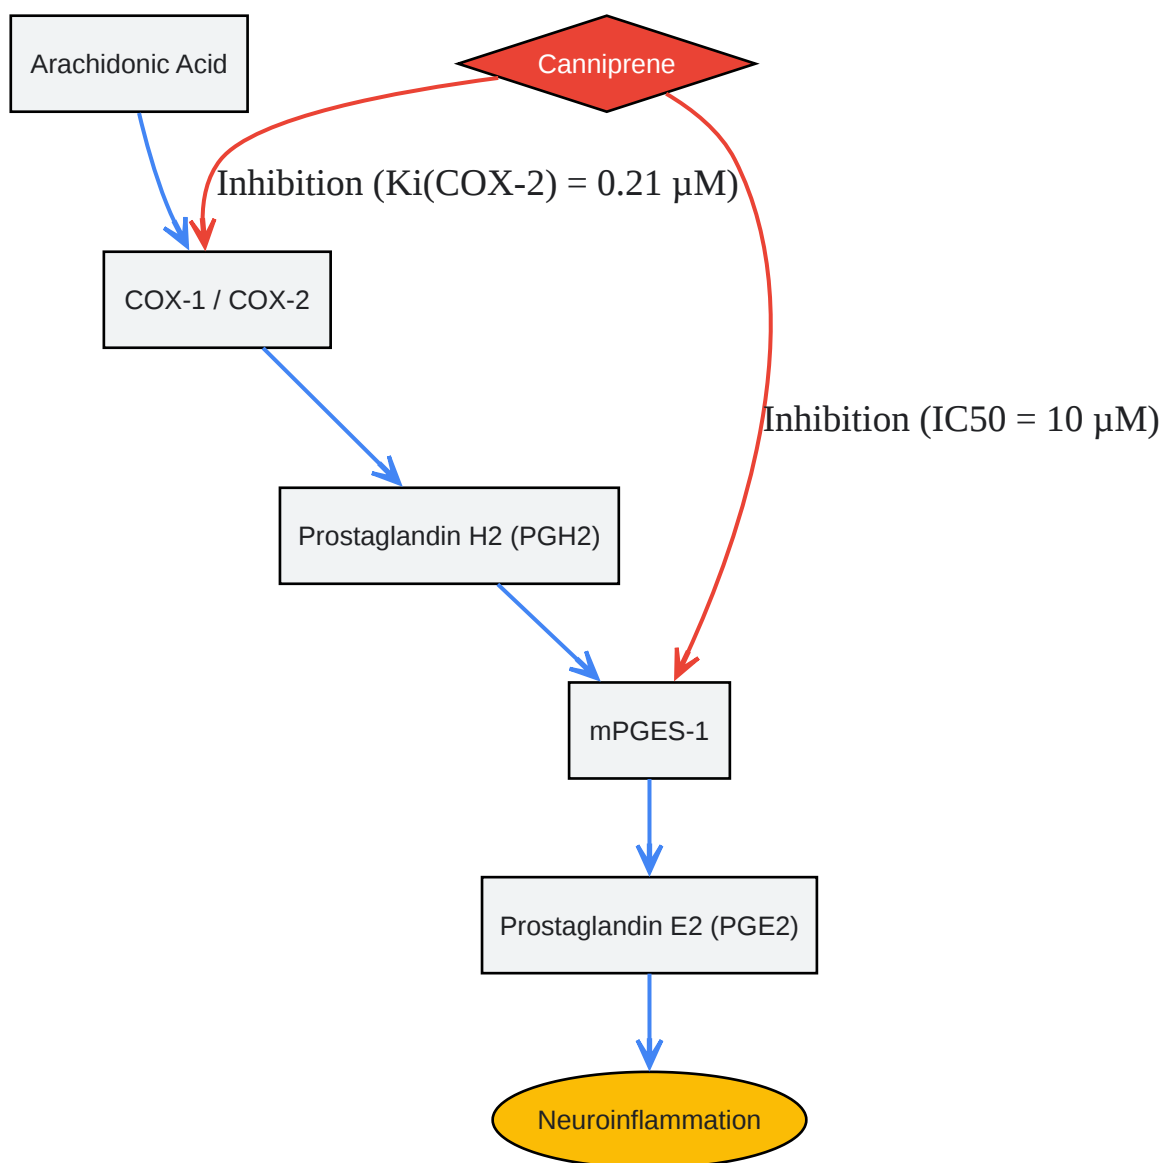 Arachidonic Acid
Canniprene
Inhibition (Ki(COX-2) = 0.21 µM)
COX-1 / COX-2
Inhibition (IC50 = 10 µM)
Prostaglandin H2 (PGH2)
mPGES-1
Prostaglandin E2 (PGE2)
Neuroinflammation